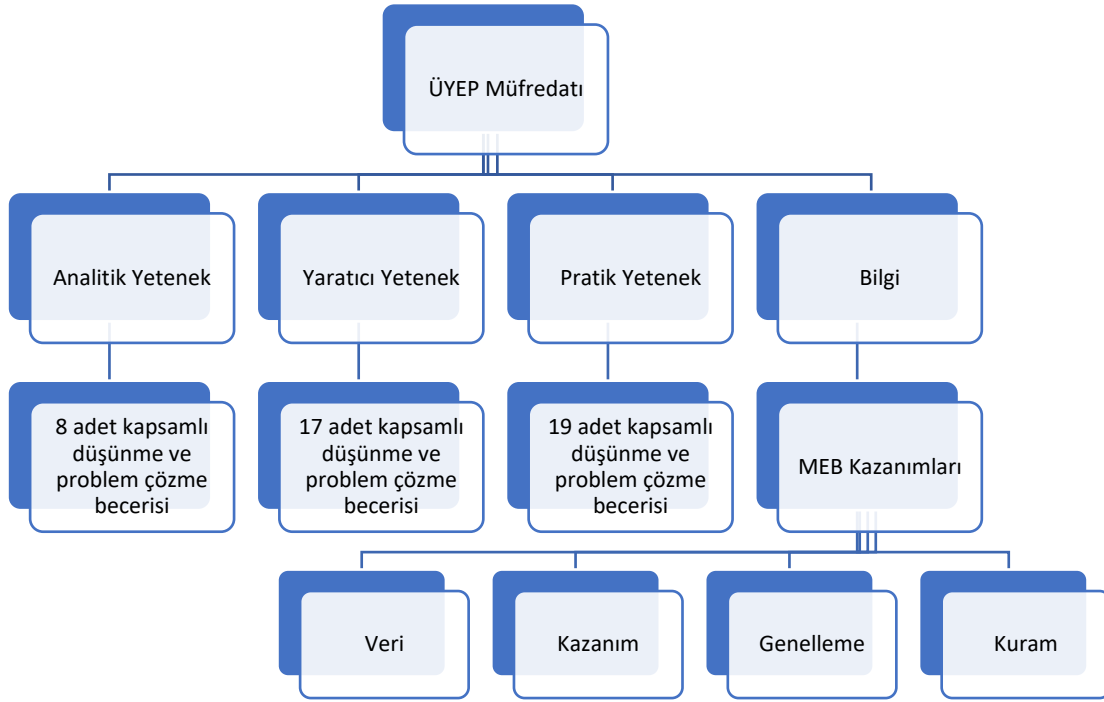 ÜYEP Müfredatı
Analitik Yetenek
Yaratıcı Yetenek
Pratik Yetenek
Bilgi
8 adet kapsamlı
düşünme ve
problem çözme
becerisi
17 adet kapsamlı
düşünme ve
problem çözme
becerisi
19 adet kapsamlı
düşünme ve
problem çözme
becerisi
MEB Kazanımları
Veri
Kazanım
Genelleme
Kuram